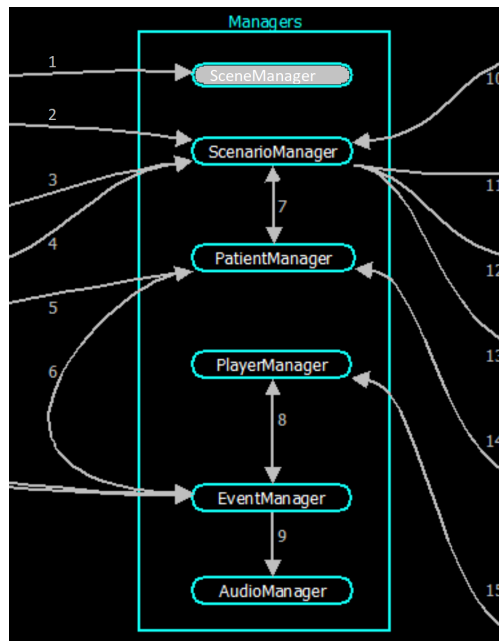 Managers
1
SceneManager
10
2
ScenarioManager
3
11
7
4
PatientManager
12
5
13
6
PlayerManager
8
14
EventManager
9
AudioManager
15